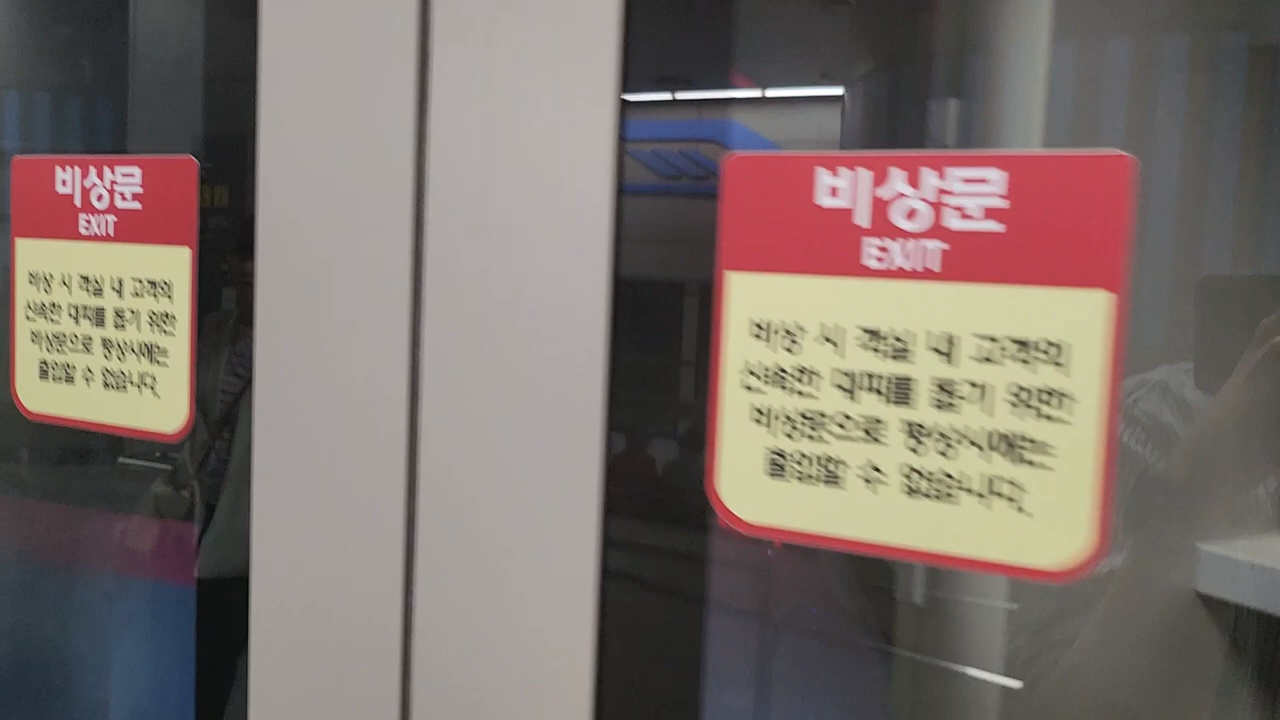 비상문
EXIT
비상 시 객실 내 고객의
신속한 대피를 돕기 위한
비상문으로 평상시에는
출입할 수 없습니다.
비상문
EXIT
비상 시 객실 내 고객의
신속한 대피를 돕기 위한
비상문으로 평상시에는
출입할 수 없습니다.